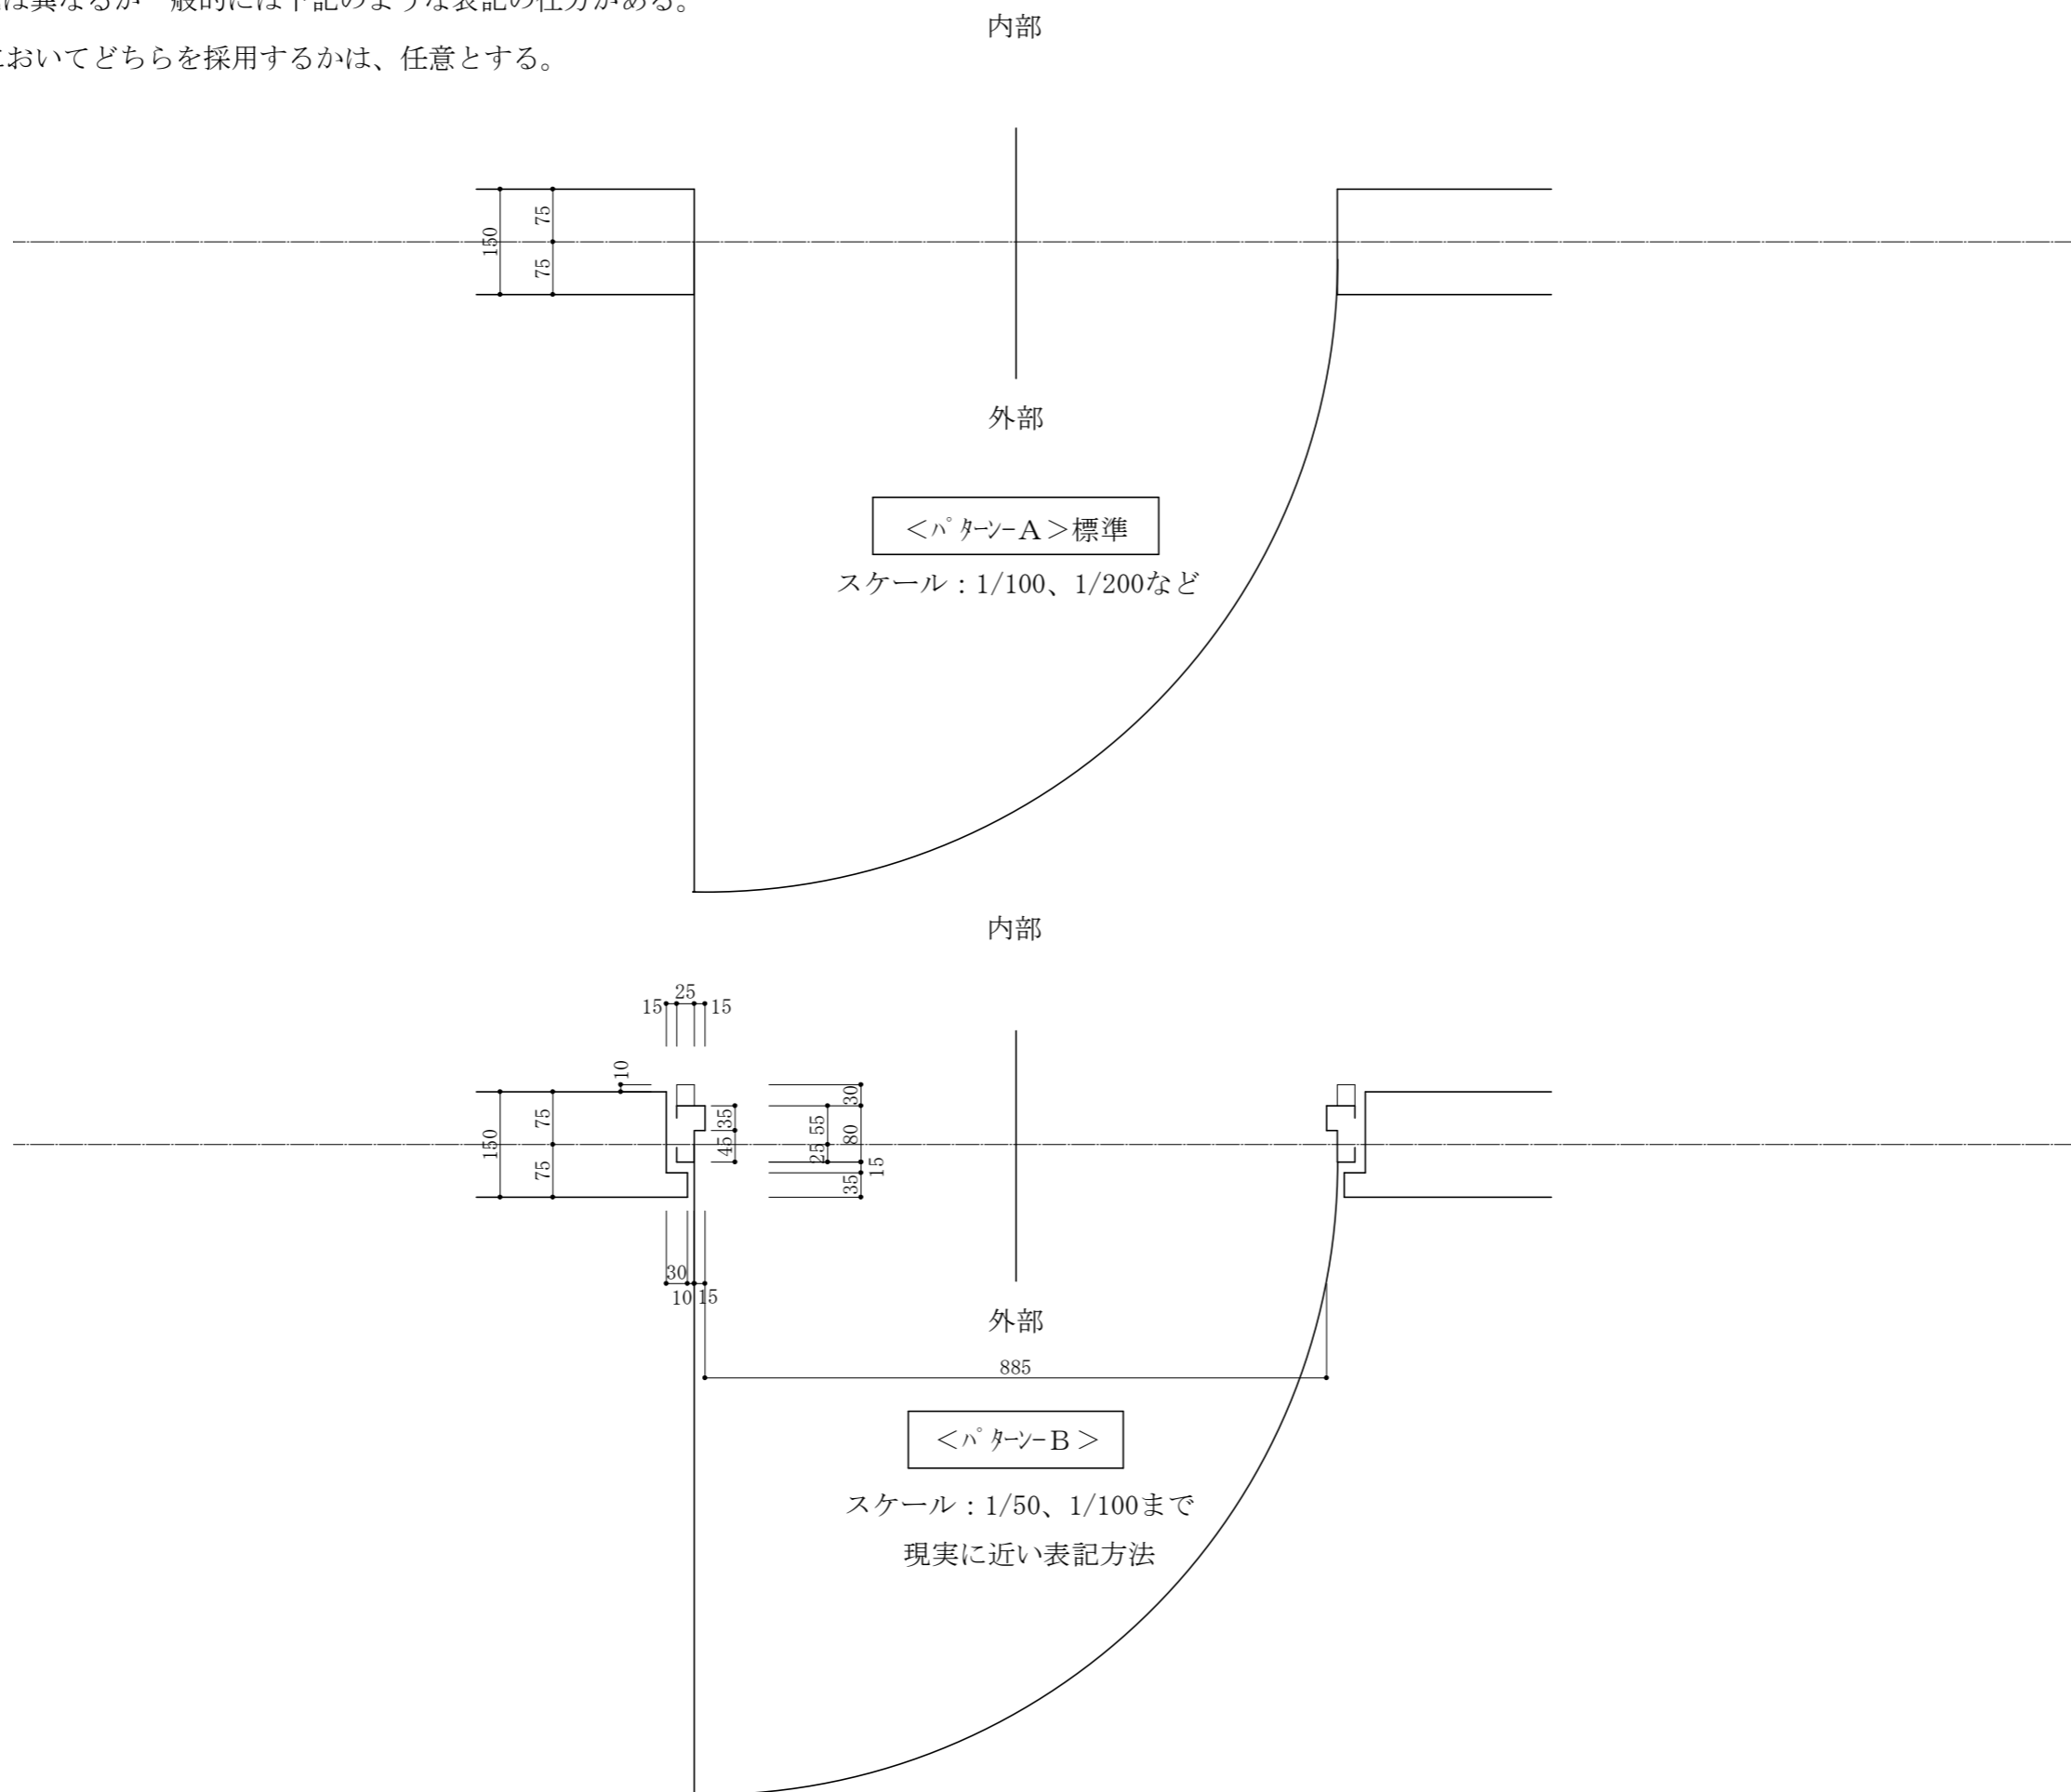 は異なるが一般的には下記のような表記の仕方がある。
においてどちらを採用するかは、任意とする。
内部
75
150
75
外部
<ﾊﾟﾀｰﾝ-A>標準
スケール：1/100、1/200など
内部
25
15
15
10
30
75
35
55
150
80
45
25
75
15
35
30
10
15
外部
885
<ﾊﾟﾀｰﾝ-B>
スケール：1/50、1/100まで
現実に近い表記方法